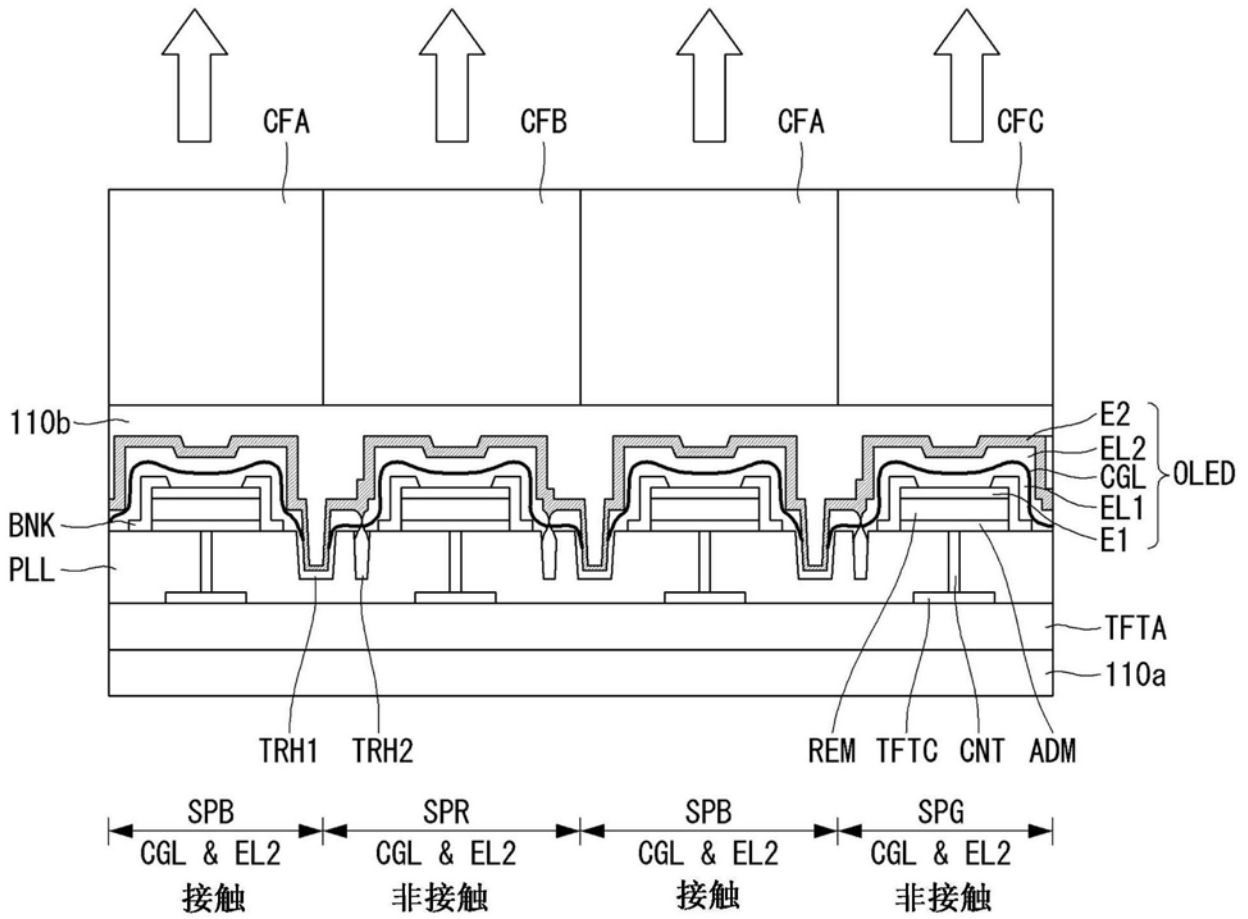 CFA CFB CFA CFC
110b
E2
EL2
CGL
OLED
EL1
E1
BNK
PLL
TFTA
110a
TRH1 TRH2 REM TFTC CNT ADM
SPB SPR SPB SPG
CGL & EL2 CGL & EL2 CGL & EL2 CGL & EL2
接触 非接触 接触 非接触